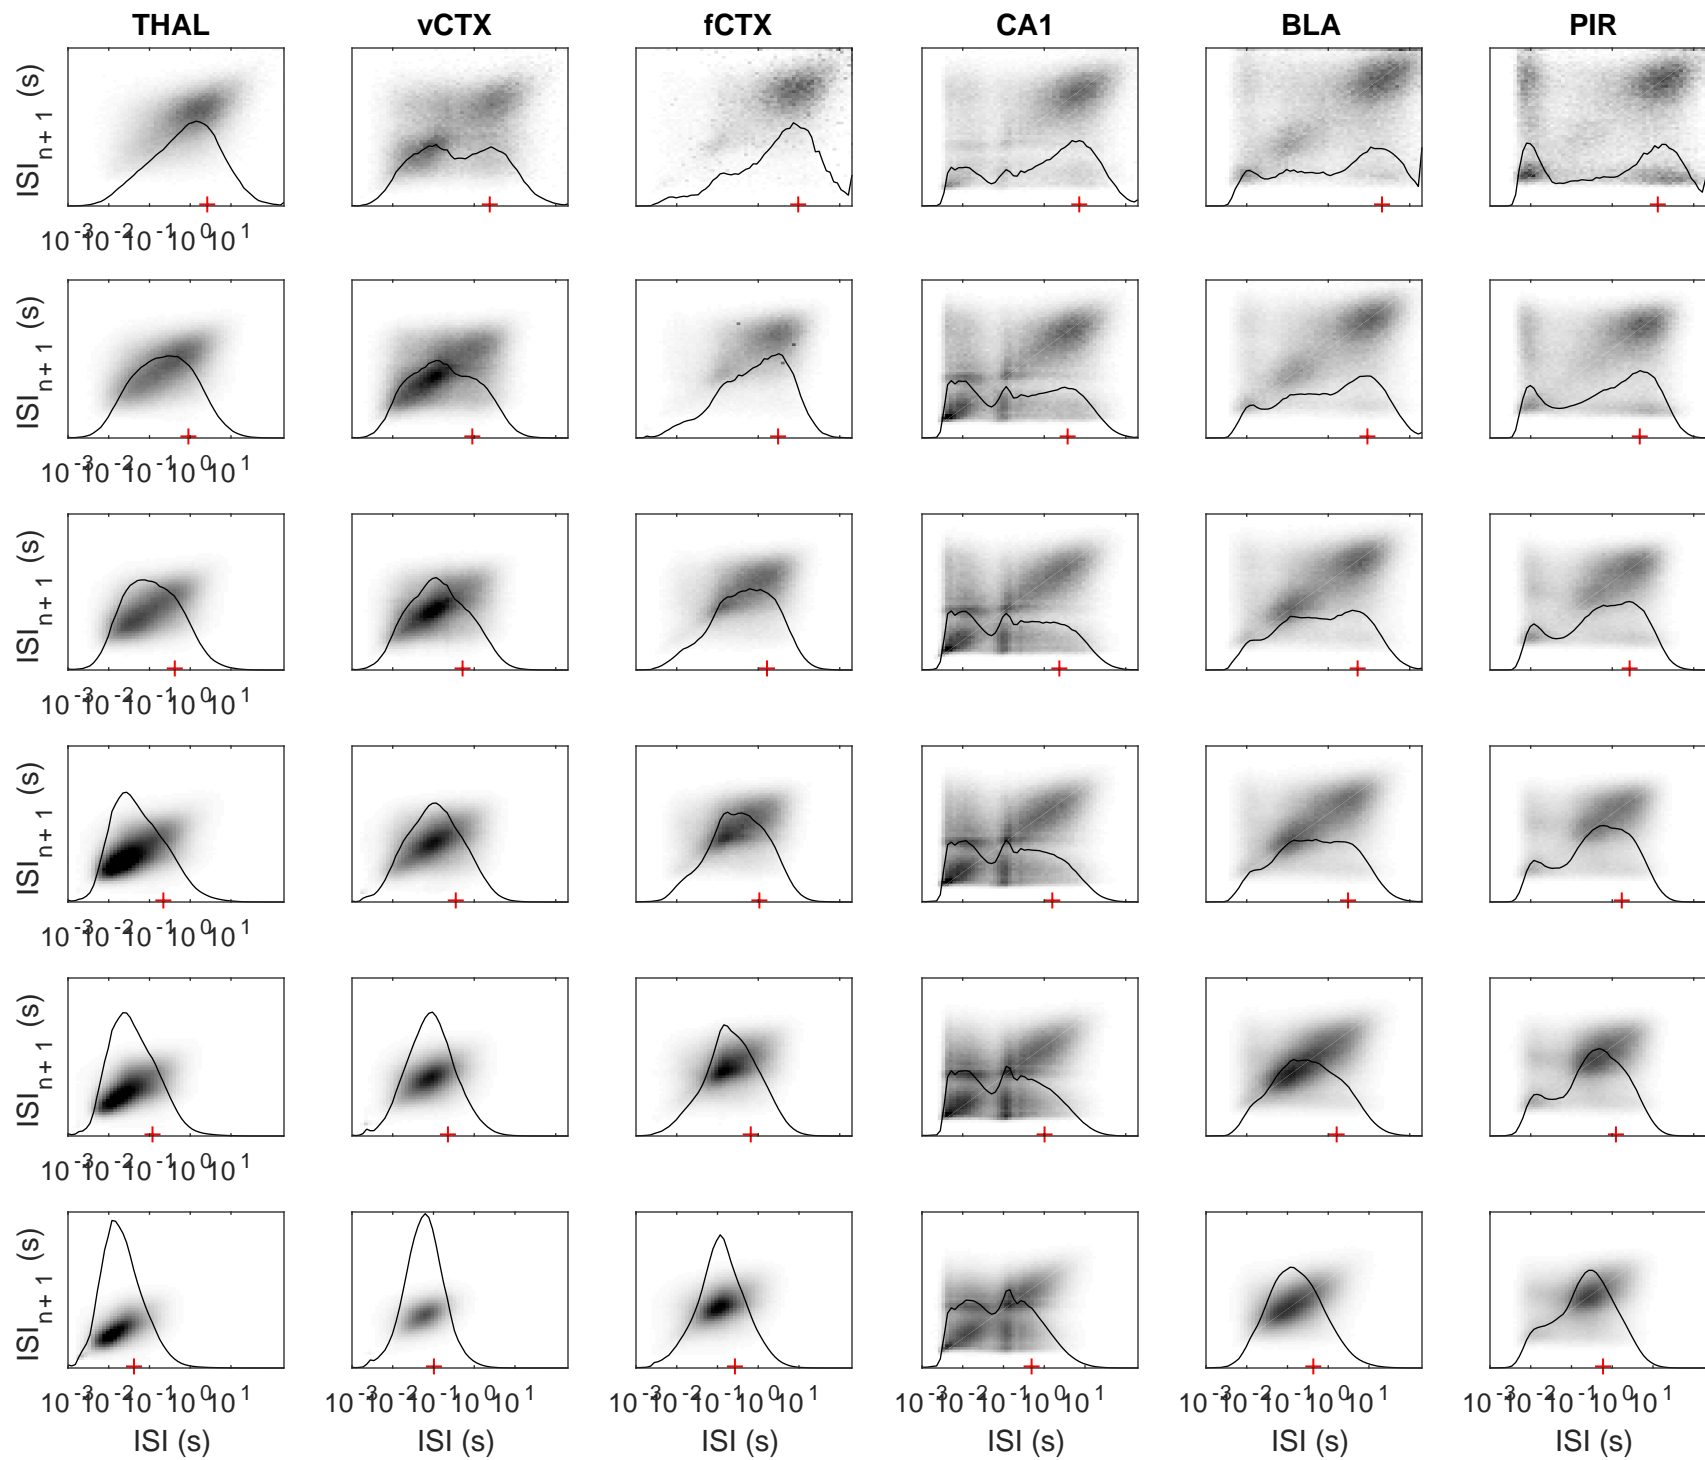 THAL vCTX fCTX CA1 BLA PIR
ISI_{n+1} (s)
10^{-3} 10^{-2} 10^{-1} 10^{0} 10^{1}
ISI_{n+1} (s)
10^{-3} 10^{-2} 10^{-1} 10^{0} 10^{1}
ISI_{n+1} (s)
10^{-3} 10^{-2} 10^{-1} 10^{0} 10^{1}
ISI_{n+1} (s)
10^{-3} 10^{-2} 10^{-1} 10^{0} 10^{1}
ISI_{n+1} (s)
10^{-3} 10^{-2} 10^{-1} 10^{0} 10^{1}
ISI_{n+1} (s)
10^{-3} 10^{-2} 10^{-1} 10^{0} 10^{1} 10^{-3} 10^{-2} 10^{-1} 10^{0} 10^{1} 10^{-3} 10^{-2} 10^{-1} 10^{0} 10^{1} 10^{-3} 10^{-2} 10^{-1} 10^{0} 10^{1} 10^{-3} 10^{-2} 10^{-1} 10^{0} 10^{1} 10^{-3} 10^{-2} 10^{-1} 10^{0} 10^{1}
ISI (s) ISI (s) ISI (s) ISI (s) ISI (s) ISI (s)